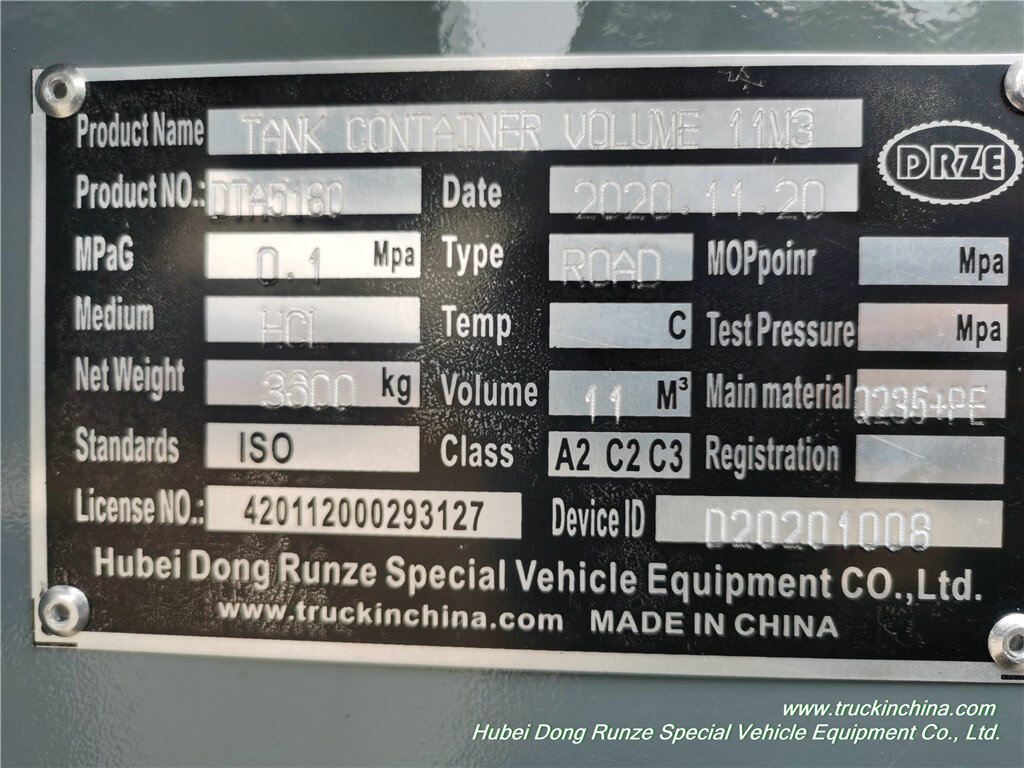 Product Name TANK CONTAINER VOLUME 11M3
DRZE
Product NO.: DTA5160 Date 2020.11.20
MPaG 0.1 Mpa Type ROAD MOPpoinr Mpa
Medium HCl Temp C Test Pressure Mpa
Net Weight 3600 kg Volume 11 M³ Main material Q235+PE
Standards ISO Class A2 C2 C3 Registration
License NO.: 420112000293127 Device ID D20201008
Hubei Dong Runze Special Vehicle Equipment CO.,Ltd.
www.truckinchina.com MADE IN CHINA
www.truckinchina.com
Hubei Dong Runze Special Vehicle Equipment Co., Ltd.